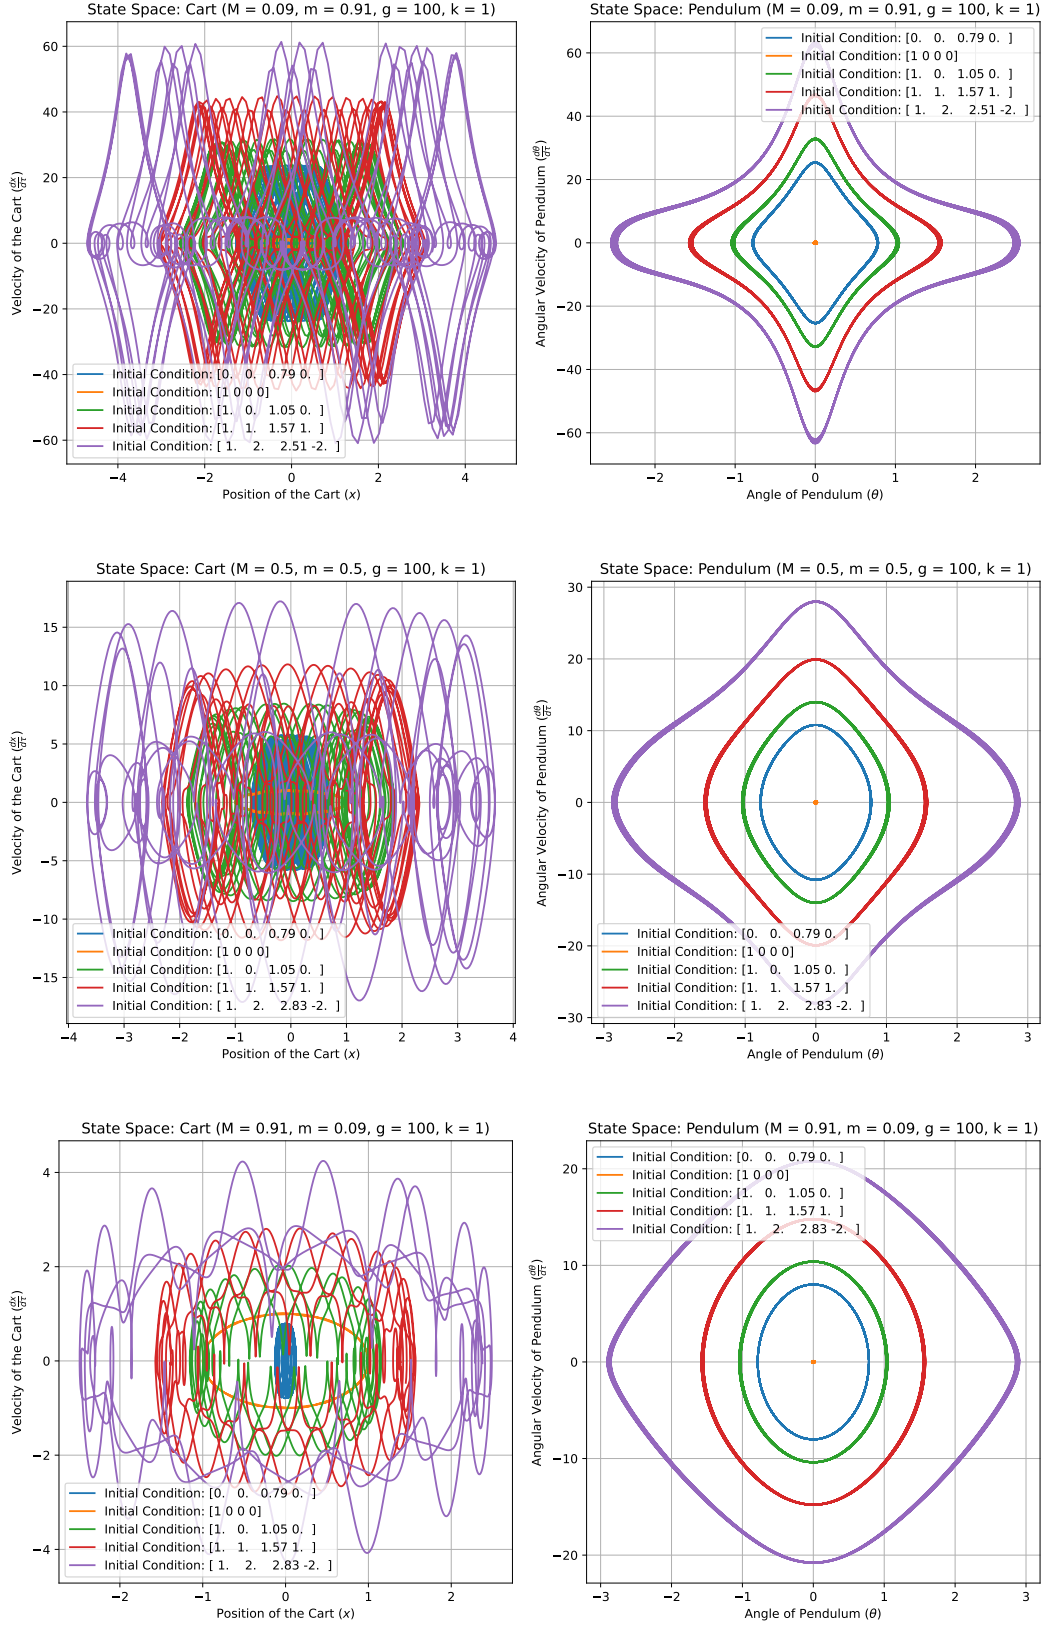 State Space: Cart (M = 0.09, m = 0.91, g = 100, k = 1)
60
40
20
0
−20
−40
−60
Velocity of the Cart (dx/dτ)
Initial Condition: [0. 0. 0.79 0. ]
Initial Condition: [1 0 0 0]
Initial Condition: [1. 0. 1.05 0. ]
Initial Condition: [1. 1. 1.57 1. ]
Initial Condition: [ 1. 2. 2.51 -2. ]
−4 −2 0 2 4
Position of the Cart (x)
State Space: Pendulum (M = 0.09, m = 0.91, g = 100, k = 1)
Initial Condition: [0. 0. 0.79 0. ]
Initial Condition: [1 0 0 0]
Initial Condition: [1. 0. 1.05 0. ]
Initial Condition: [1. 1. 1.57 1. ]
Initial Condition: [ 1. 2. 2.51 -2. ]
60
40
20
0
−20
−40
−60
Angular Velocity of Pendulum (dθ/dτ)
−2 −1 0 1 2
Angle of Pendulum (θ)
State Space: Cart (M = 0.5, m = 0.5, g = 100, k = 1)
15
10
5
0
−5
−10
−15
Velocity of the Cart (dx/dτ)
Initial Condition: [0. 0. 0.79 0. ]
Initial Condition: [1 0 0 0]
Initial Condition: [1. 0. 1.05 0. ]
Initial Condition: [1. 1. 1.57 1. ]
Initial Condition: [ 1. 2. 2.83 -2. ]
−4 −3 −2 −1 0 1 2 3 4
Position of the Cart (x)
State Space: Pendulum (M = 0.5, m = 0.5, g = 100, k = 1)
30
20
10
0
−10
−20
−30
Angular Velocity of Pendulum (dθ/dτ)
Initial Condition: [0. 0. 0.79 0. ]
Initial Condition: [1 0 0 0]
Initial Condition: [1. 0. 1.05 0. ]
Initial Condition: [1. 1. 1.57 1. ]
Initial Condition: [ 1. 2. 2.83 -2. ]
−3 −2 −1 0 1 2 3
Angle of Pendulum (θ)
State Space: Cart (M = 0.91, m = 0.09, g = 100, k = 1)
4
2
0
−2
−4
Velocity of the Cart (dx/dτ)
Initial Condition: [0. 0. 0.79 0. ]
Initial Condition: [1 0 0 0]
Initial Condition: [1. 0. 1.05 0. ]
Initial Condition: [1. 1. 1.57 1. ]
Initial Condition: [ 1. 2. 2.83 -2. ]
−2 −1 0 1 2
Position of the Cart (x)
State Space: Pendulum (M = 0.91, m = 0.09, g = 100, k = 1)
Initial Condition: [0. 0. 0.79 0. ]
Initial Condition: [1 0 0 0]
Initial Condition: [1. 0. 1.05 0. ]
Initial Condition: [1. 1. 1.57 1. ]
Initial Condition: [ 1. 2. 2.83 -2. ]
20
10
0
−10
−20
Angular Velocity of Pendulum (dθ/dτ)
−3 −2 −1 0 1 2 3
Angle of Pendulum (θ)